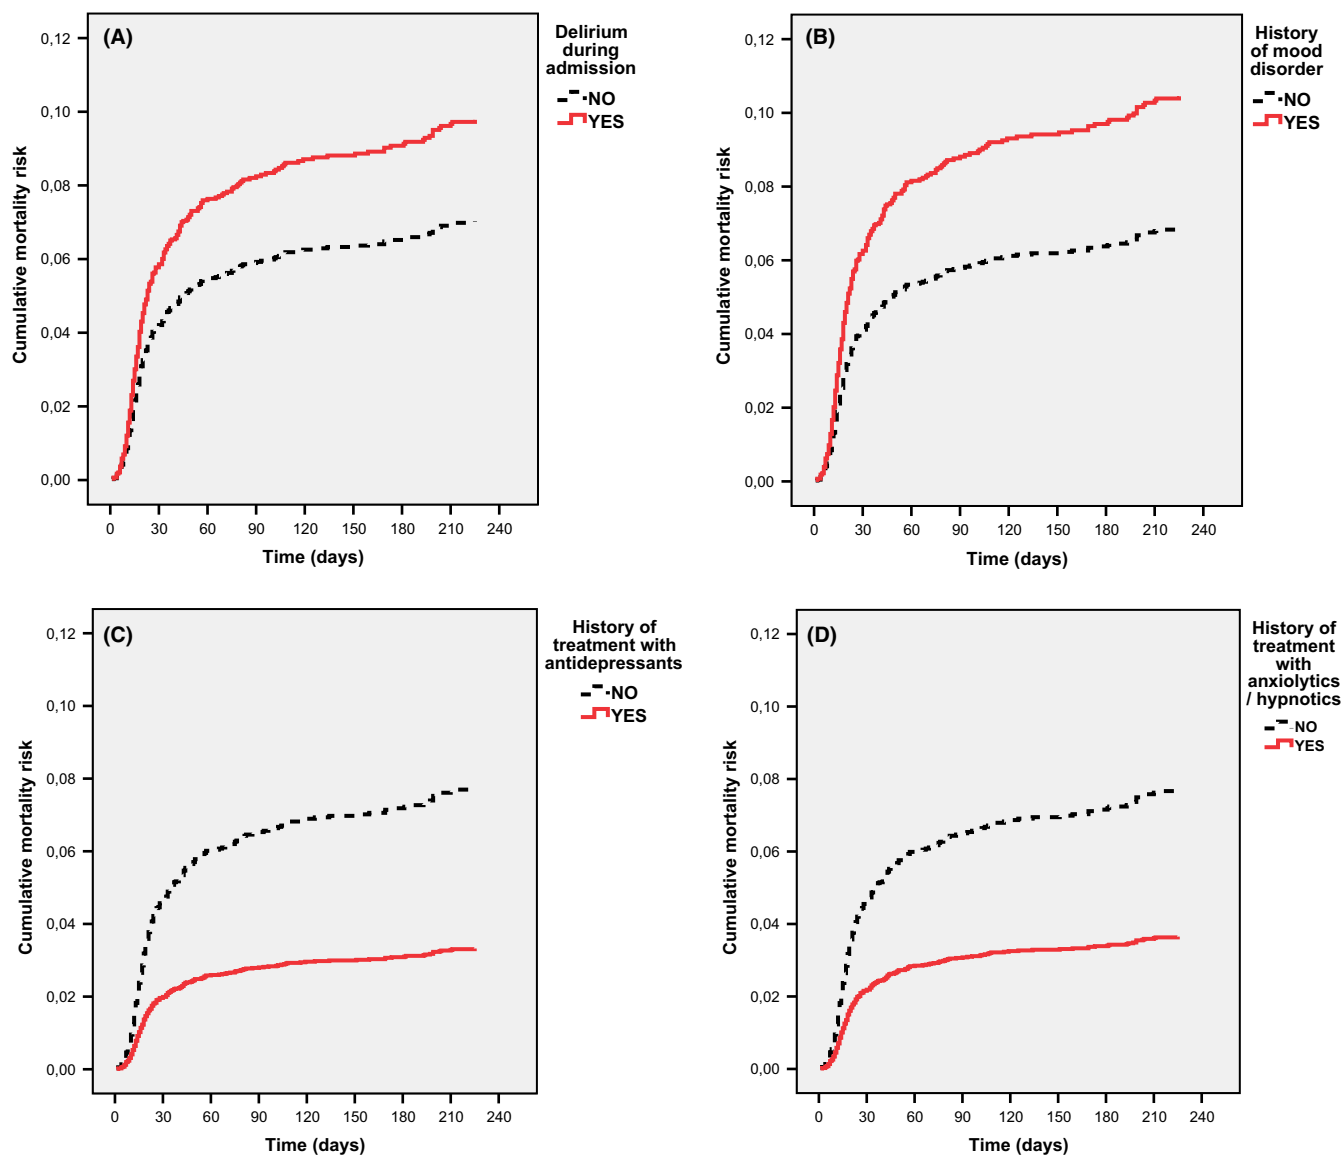 (A)
Cumulative mortality risk
0,12
0,10
0,08
0,06
0,04
0,02
0,00
0 30 60 90 120 150 180 210 240
Time (days)
Delirium
during
admission
NO
YES
(B)
Cumulative mortality risk
0,12
0,10
0,08
0,06
0,04
0,02
0,00
0 30 60 90 120 150 180 210 240
Time (days)
History
of mood
disorder
NO
YES
(C)
Cumulative mortality risk
0,12
0,10
0,08
0,06
0,04
0,02
0,00
0 30 60 90 120 150 180 210 240
Time (days)
History of
treatment with
antidepressants
NO
YES
(D)
Cumulative mortality risk
0,12
0,10
0,08
0,06
0,04
0,02
0,00
0 30 60 90 120 150 180 210 240
Time (days)
History of
treatment
with
anxiolytics
/ hypnotics
NO
YES